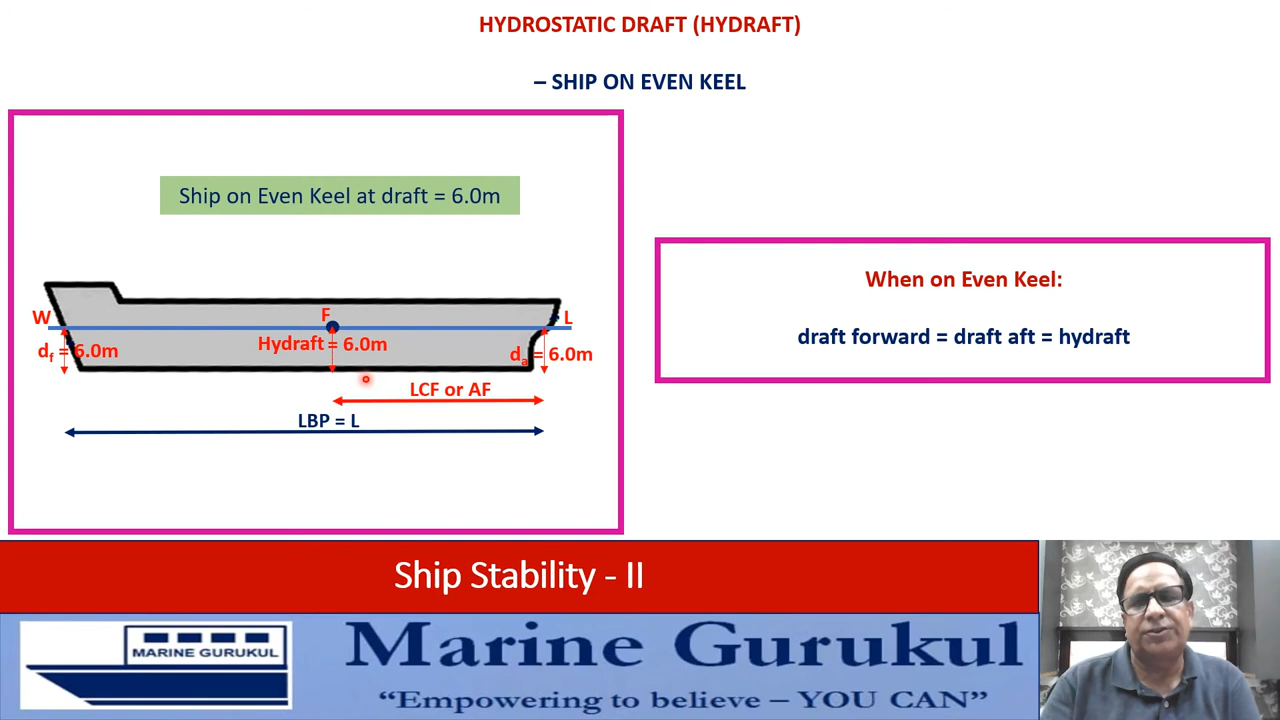 HYDROSTATIC DRAFT (HYDRAFT)
– SHIP ON EVEN KEEL
Ship on Even Keel at draft = 6.0m
W
F
L
df = 6.0m
Hydraft = 6.0m
da = 6.0m
LCF or AF
LBP = L
When on Even Keel:
draft forward = draft aft = hydraft
Ship Stability - II
MARINE GURUKUL
Marine Gurukul
“Empowering to believe – YOU CAN”